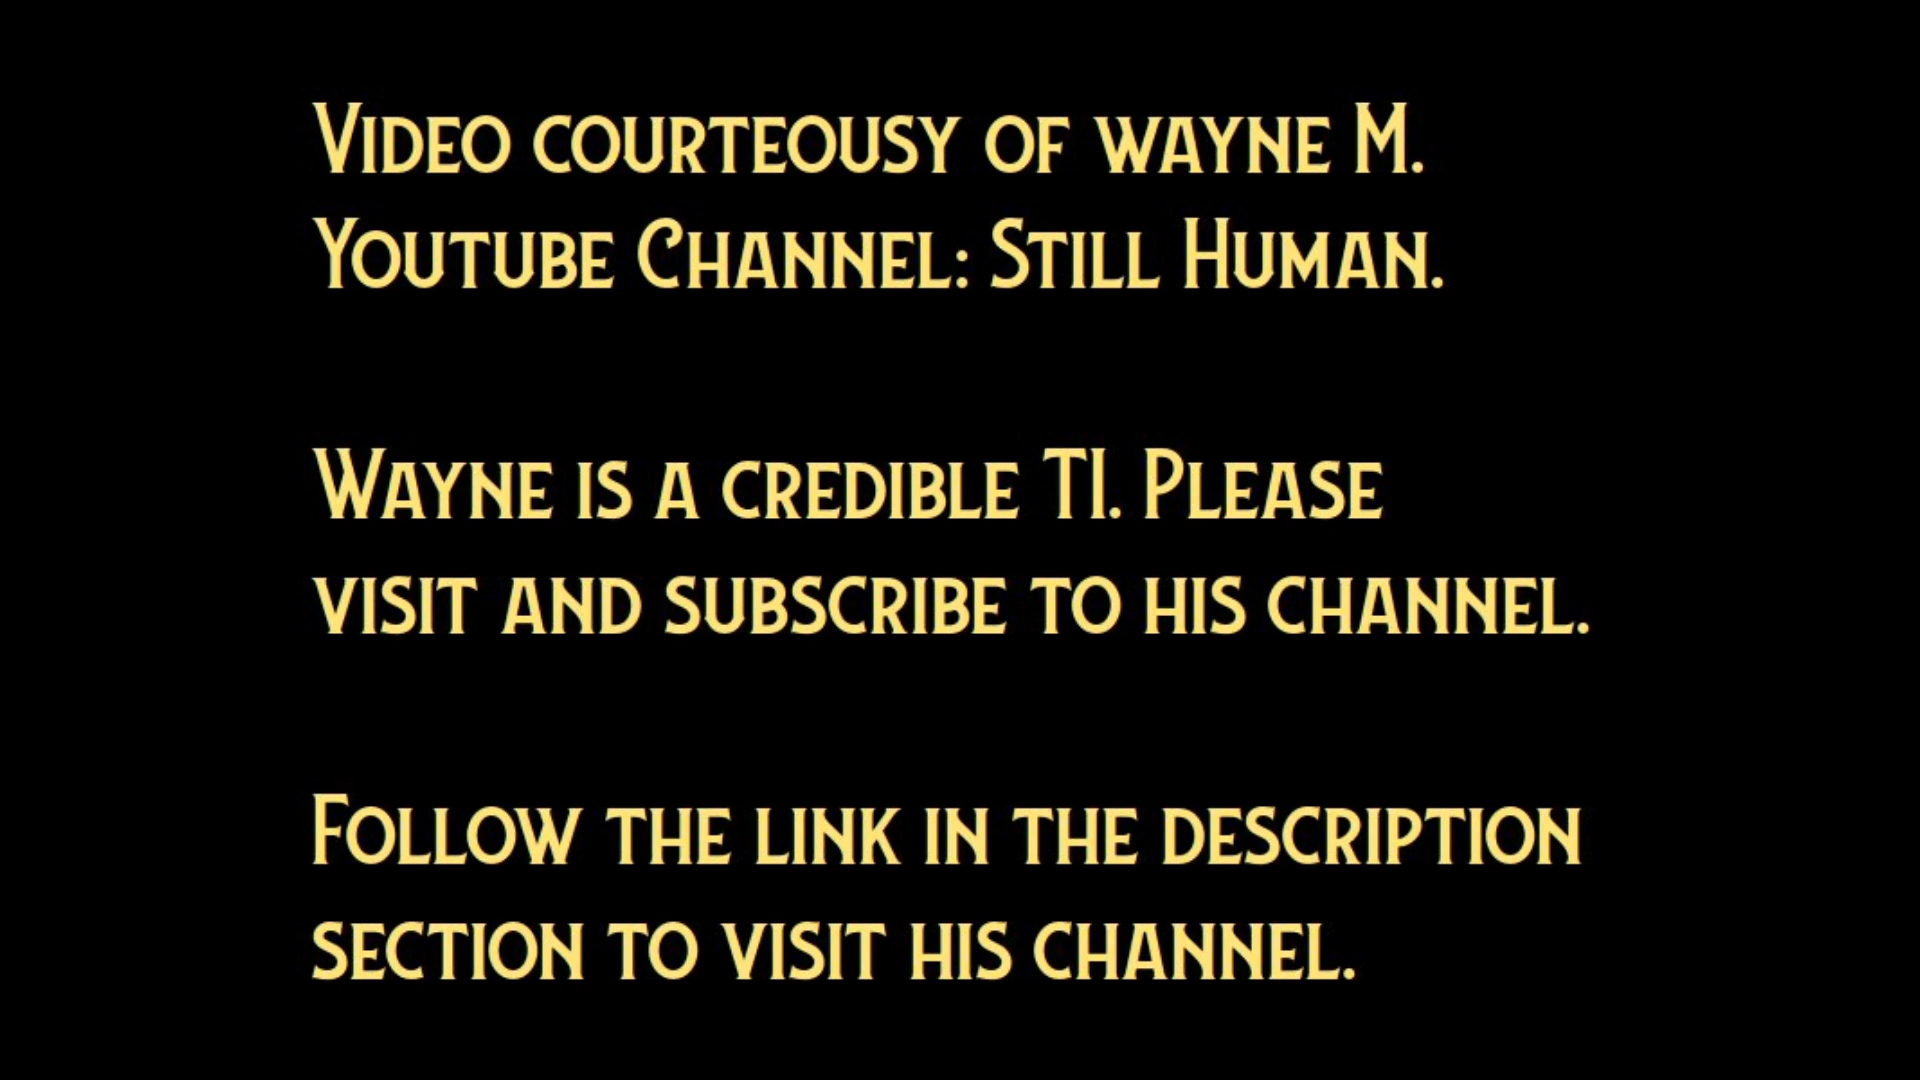 Video courteousy of wayne M.
Youtube Channel: Still Human.
Wayne is a credible TI. Please
visit and subscribe to his channel.
Follow the link in the description
section to visit his channel.